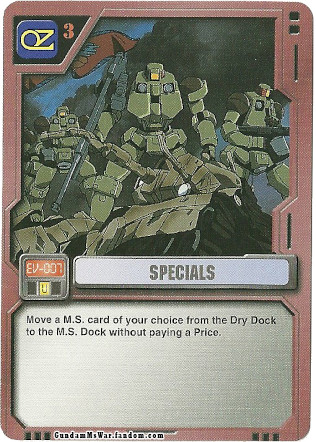 OZ 3
SPECIALS
EV-007
U
Move a M.S. card of your choice from the Dry Dock
to the M.S. Dock without paying a Price.
GundamMsWar.fandom.com